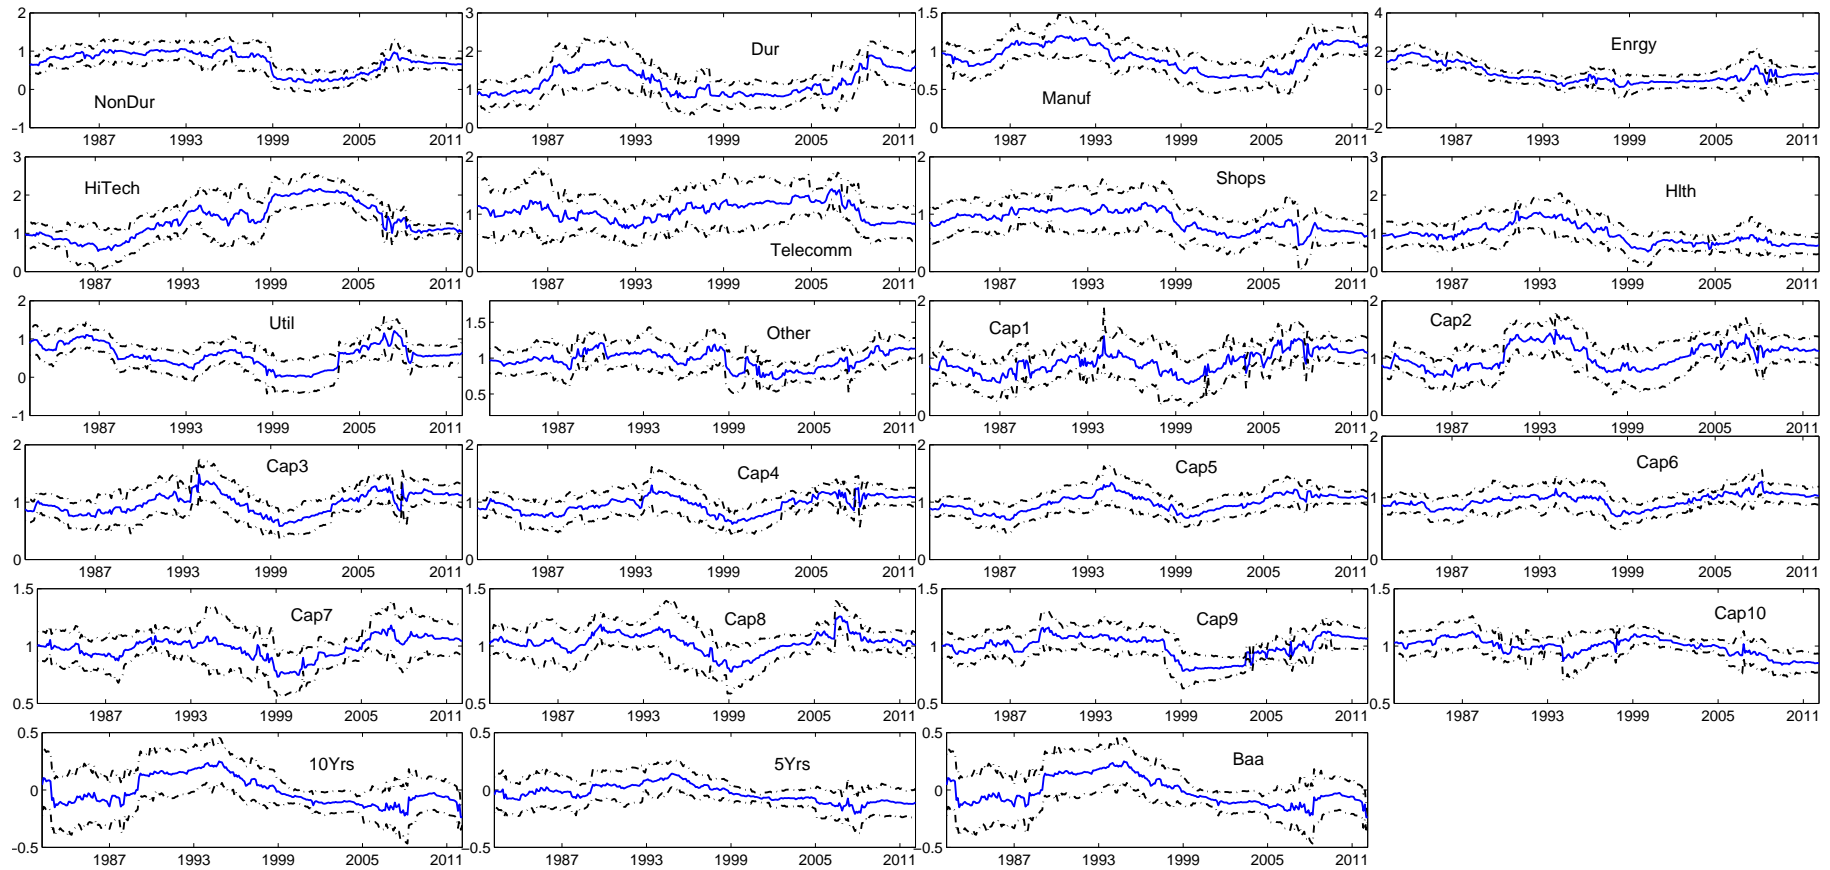 2
1
0
−1
NonDur
1987 1993 1999 2005 2011
3
2
1
0
Dur
1987 1993 1999 2005 2011
1.5
1
0.5
0
Manuf
1987 1993 1999 2005 2011
4
2
0
−2
Enrgy
1987 1993 1999 2005 2011
3
2
1
0
HiTech
1987 1993 1999 2005 2011
2
1
0
Telecomm
1987 1993 1999 2005 2011
2
1
0
Shops
1987 1993 1999 2005 2011
3
2
1
0
Hlth
1987 1993 1999 2005 2011
2
1
0
−1
Util
1987 1993 1999 2005 2011
1.5
1
0.5
Other
1987 1993 1999 2005 2011
2
1
0
Cap1
1987 1993 1999 2005 2011
2
1
0
Cap2
1987 1993 1999 2005 2011
2
1
0
Cap3
1987 1993 1999 2005 2011
2
1
0
Cap4
1987 1993 1999 2005 2011
2
1
0
Cap5
1987 1993 1999 2005 2011
2
1
0
Cap6
1987 1993 1999 2005 2011
1.5
1
0.5
Cap7
1987 1993 1999 2005 2011
1.5
1
0.5
Cap8
1987 1993 1999 2005 2011
1.5
1
0.5
Cap9
1987 1993 1999 2005 2011
1.5
1
0.5
Cap10
1987 1993 1999 2005 2011
0.5
0
−0.5
10Yrs
1987 1993 1999 2005 2011
0.5
0
−0.5
5Yrs
1987 1993 1999 2005 2011
0.5
0
−0.5
Baa
1987 1993 1999 2005 2011